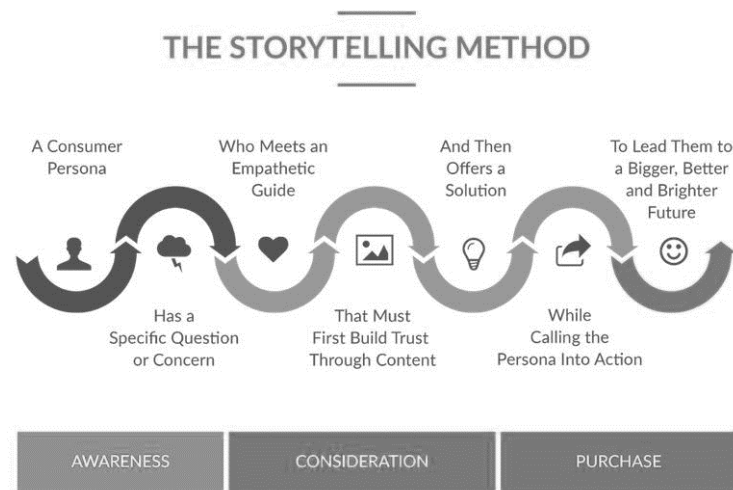 THE STORYTELLING METHOD
A Consumer
Persona
Has a
Specific Question
or Concern
Who Meets an
Empathetic
Guide
That Must
First Build Trust
Through Content
And Then
Offers a
Solution
While
Calling the
Persona Into Action
To Lead Them to
a Bigger, Better
and Brighter
Future
AWARENESS
CONSIDERATION
PURCHASE